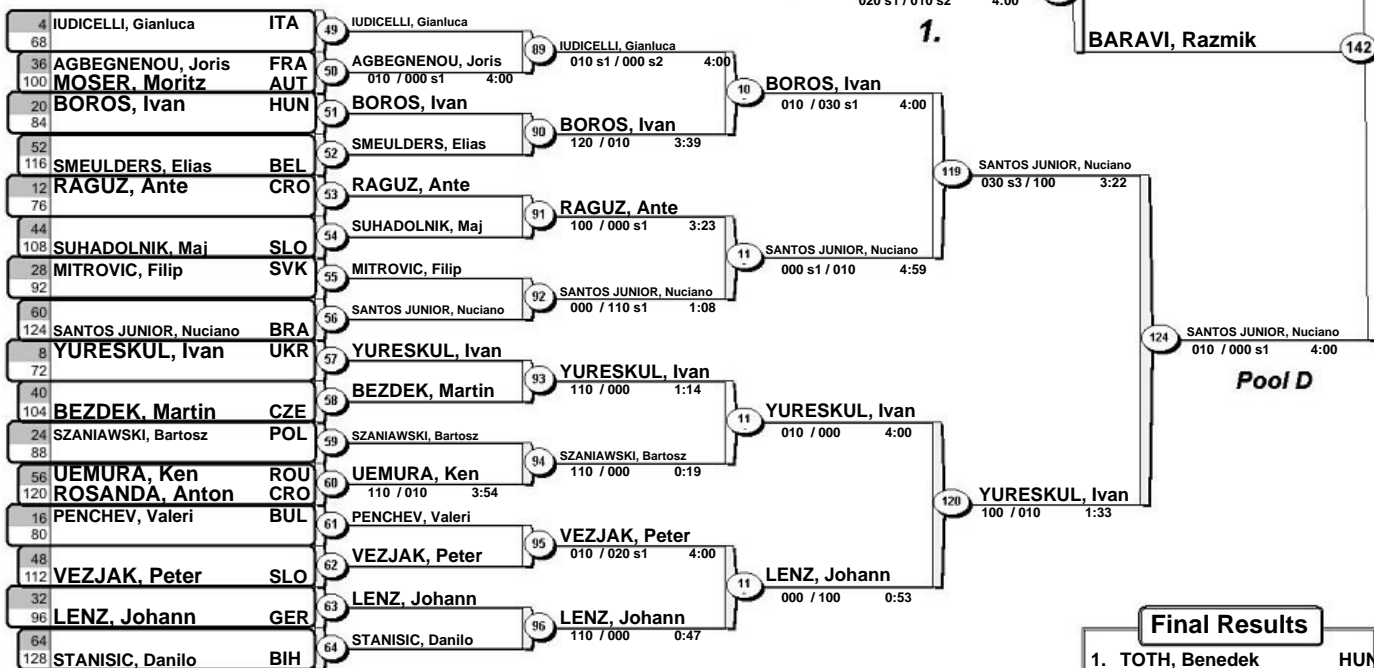 020 s1 / 010 s2 4:00
1.
BARAVI, Razmik
142
4 IUDICELLI, Gianluca ITA
68
36 AGBEGNENOU, Joris FRA
100 MOSER, Moritz AUT
20 BOROS, Ivan HUN
84
52
116 SMEULDERS, Elias BEL
12 RAGUZ, Ante CRO
76
44
108 SUHADOLNIK, Maj SLO
28 MITROVIC, Filip SVK
92
60
124 SANTOS JUNIOR, Nuciano BRA
8 YURESKUL, Ivan UKR
72
40
104 BEZDEK, Martin CZE
24 SZANIAWSKI, Bartosz POL
88
56 UEMURA, Ken ROU
120 ROSANDA, Anton CRO
16 PENCHEV, Valeri BUL
80
48
112 VEZJAK, Peter SLO
32
96 LENZ, Johann GER
64
128 STANISIC, Danilo BIH
49 IUDICELLI, Gianluca
50 AGBEGNENOU, Joris
010 / 000 s1 4:00
51 BOROS, Ivan
52 SMEULDERS, Elias
53 RAGUZ, Ante
54 SUHADOLNIK, Maj
55 MITROVIC, Filip
56 SANTOS JUNIOR, Nuciano
57 YURESKUL, Ivan
58 BEZDEK, Martin
59 SZANIAWSKI, Bartosz
60 UEMURA, Ken
110 / 010 3:54
61 PENCHEV, Valeri
62 VEZJAK, Peter
63 LENZ, Johann
64 STANISIC, Danilo
89 IUDICELLI, Gianluca
010 s1 / 000 s2 4:00
90 BOROS, Ivan
120 / 010 3:39
91 RAGUZ, Ante
100 / 000 s1 3:23
92 SANTOS JUNIOR, Nuciano
000 / 110 s1 1:08
93 YURESKUL, Ivan
110 / 000 1:14
94 SZANIAWSKI, Bartosz
110 / 000 0:19
95 VEZJAK, Peter
010 / 020 s1 4:00
96 LENZ, Johann
110 / 000 0:47
10 BOROS, Ivan
010 / 030 s1 4:00
11 SANTOS JUNIOR, Nuciano
000 s1 / 010 4:59
11 YURESKUL, Ivan
010 / 000 4:00
11 LENZ, Johann
000 / 100 0:53
119 SANTOS JUNIOR, Nuciano
030 s3 / 100 3:22
120 YURESKUL, Ivan
100 / 010 1:33
124 SANTOS JUNIOR, Nuciano
010 / 000 s1 4:00
Pool D
Final Results
1. TOTH, Benedek HUN